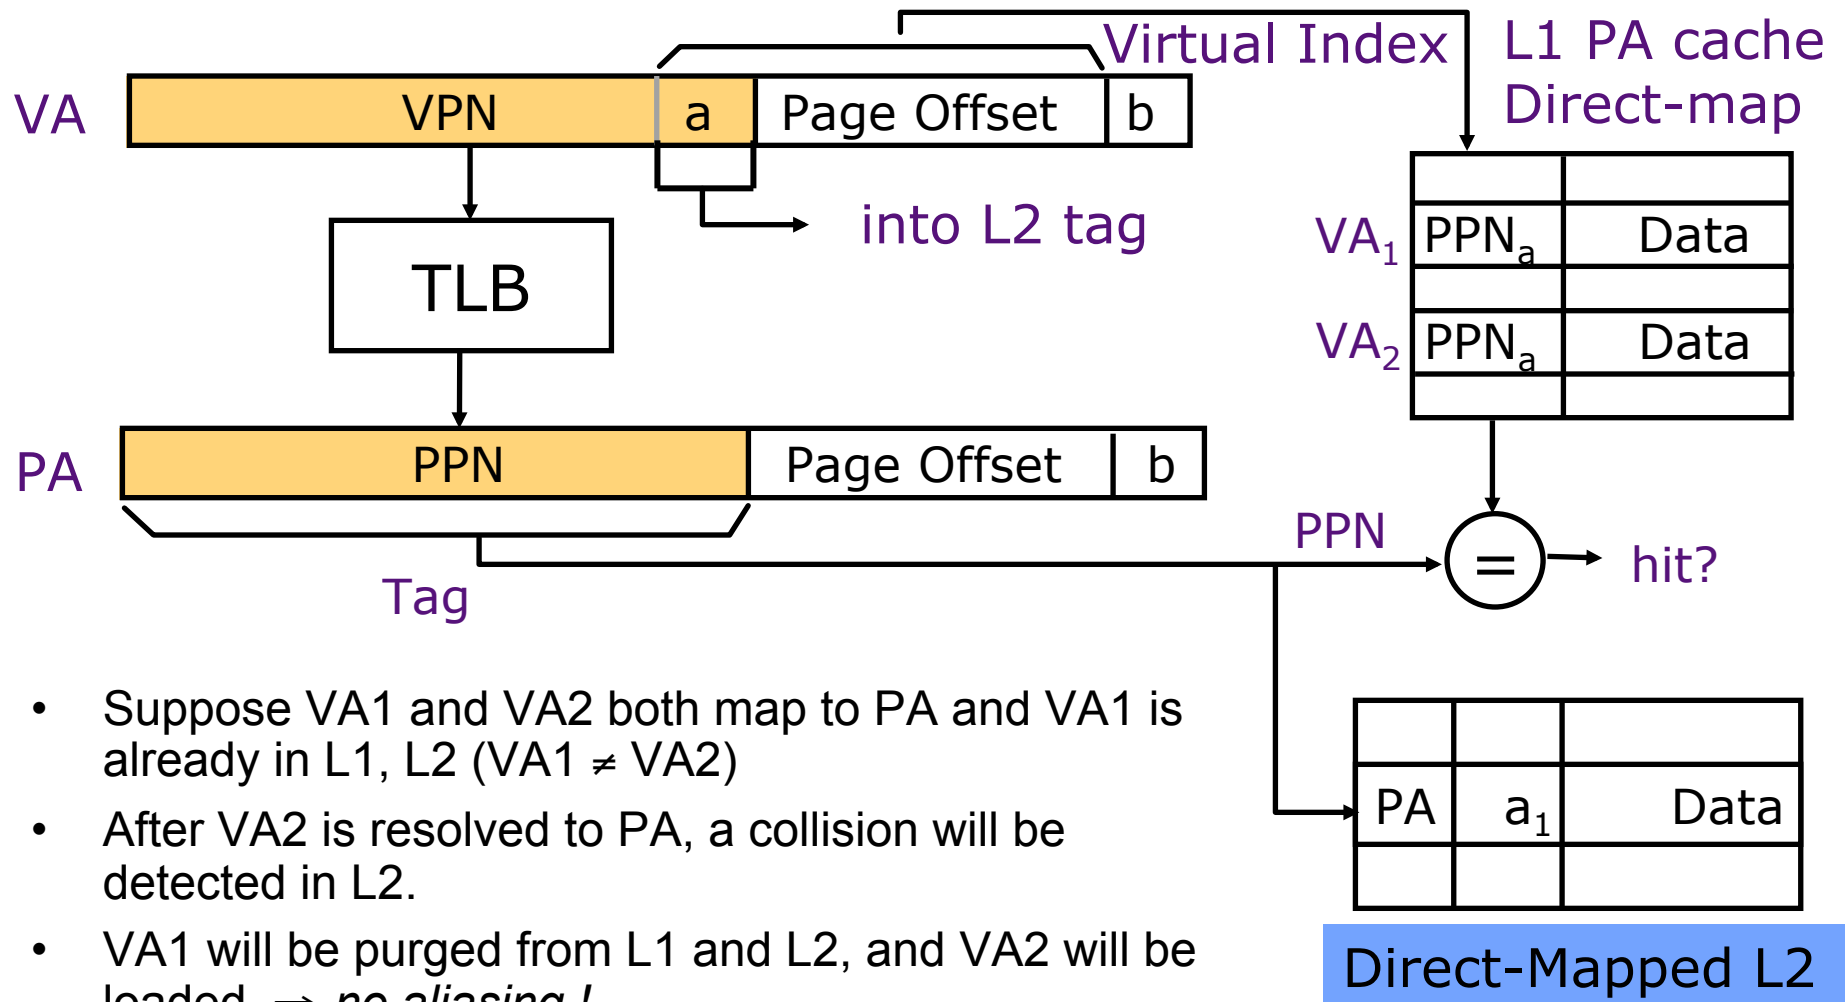 Virtual Index
L1 PA cache
Direct-map
VA
VPN
a
Page Offset
b
into L2 tag
TLB
VA1
PPNa
Data
VA2
PPNa
Data
PA
PPN
Page Offset
b
Tag
PPN
=
hit?
• Suppose VA1 and VA2 both map to PA and VA1 is
already in L1, L2 (VA1 ≠ VA2)
• After VA2 is resolved to PA, a collision will be
detected in L2.
• VA1 will be purged from L1 and L2, and VA2 will be
loaded → no aliasing !
PA
a1
Data
Direct-Mapped L2